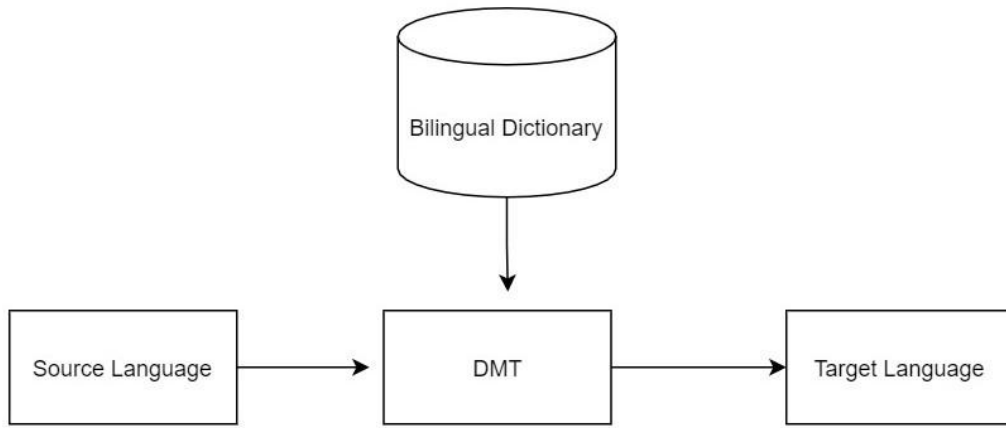 Bilingual Dictionary
Source Language
DMT
Target Language